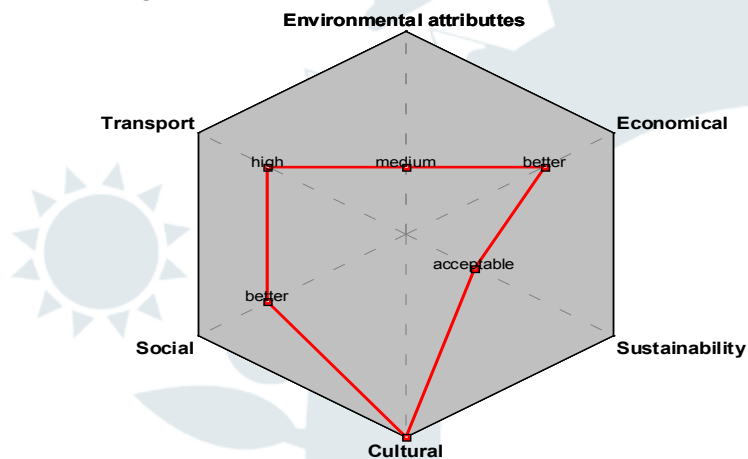 Environmental attributtes
Transport
Economical
high
medium
better
acceptable
better
Social
Sustainability
Cultural